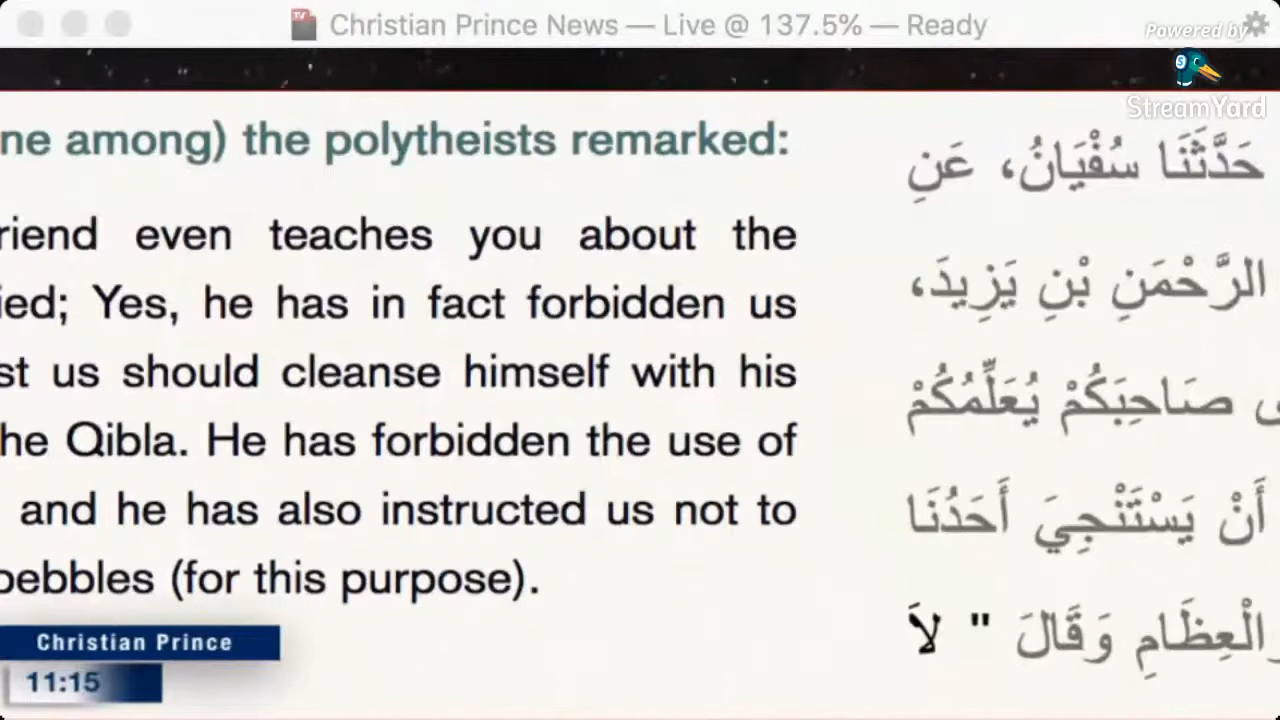 Christian Prince News — Live @ 137.5% — Ready
Powered by
StreamYard
ne among) the polytheists remarked:
riend even teaches you about the
ied; Yes, he has in fact forbidden us
st us should cleanse himself with his
he Qibla. He has forbidden the use of
and he has also instructed us not to
pebbles (for this purpose).
حَدَّثَنَا سُفْيَانُ، عَنِ
الرَّحْمَنِ بْنِ يَزِيدَ،
ى صَاحِبَكُمْ يُعَلِّمُكُمْ
أَنْ يَسْتَنْجِيَ أَحَدُنَا
وَالْعِظَامِ وَقَالَ " لاَ
Christian Prince
11:15